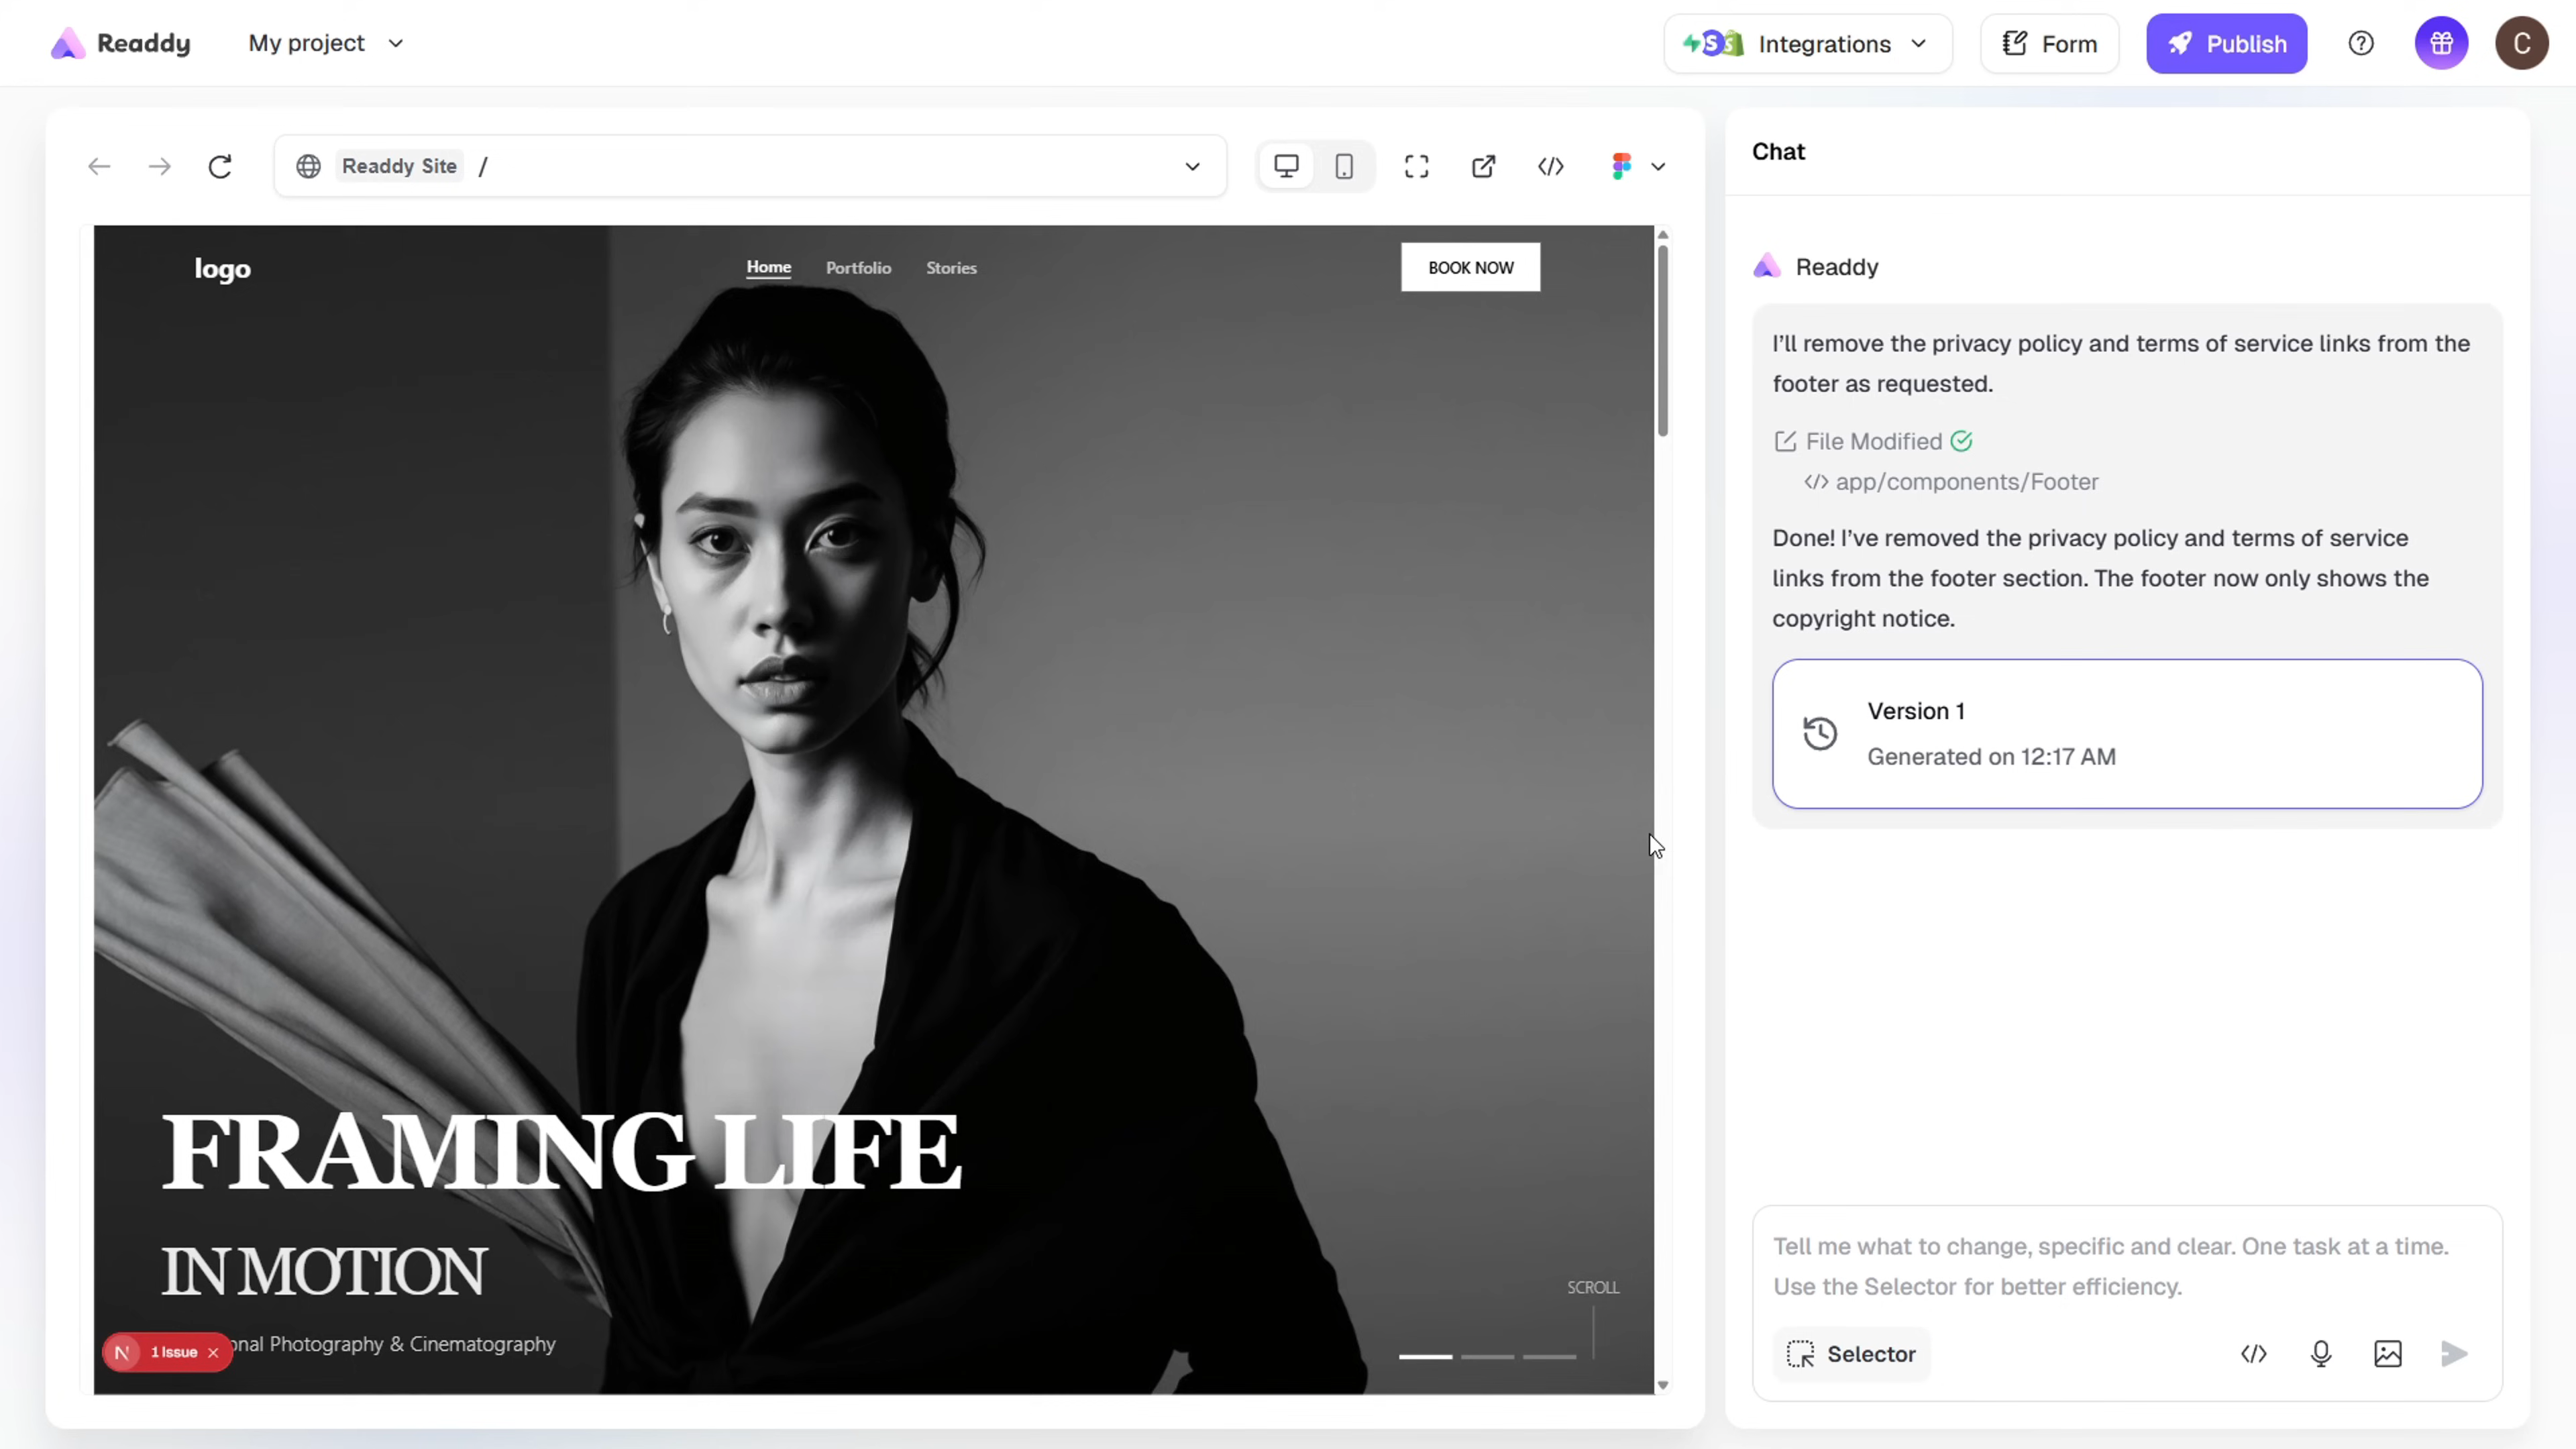 Readdy
My project
Integrations
Form
Publish
C
Readdy Site /
logo
Home
Portfolio
Stories
BOOK NOW
FRAMING LIFE
IN MOTION
onal Photography & Cinematography
N 1 Issue
SCROLL
Chat
Readdy
I'll remove the privacy policy and terms of service links from the
footer as requested.
File Modified
</> app/components/Footer
Done! I've removed the privacy policy and terms of service
links from the footer section. The footer now only shows the
copyright notice.
Version 1
Generated on 12:17 AM
Tell me what to change, specific and clear. One task at a time.
Use the Selector for better efficiency.
Selector